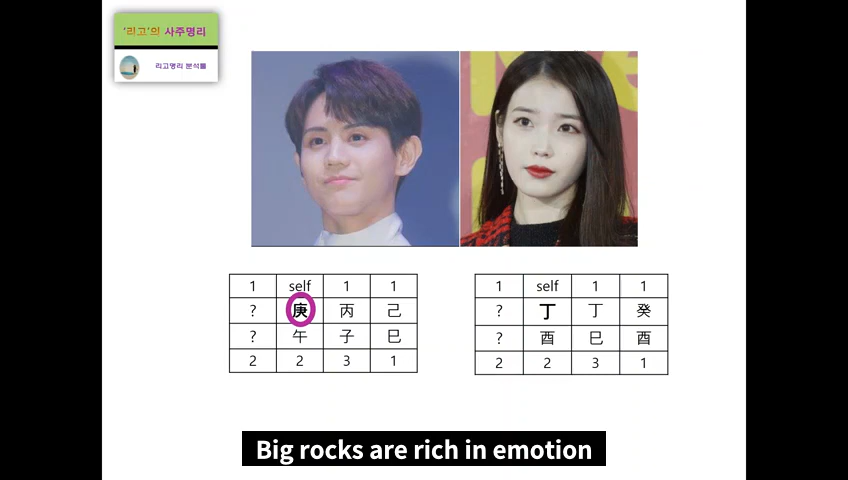 '리고'의 사주명리
리고명리 분석틀
1 self 1 1
? 庚 丙 己
? 午 子 巳
2 2 3 1
1 self 1 1
? 丁 丁 癸
? 酉 巳 酉
2 2 3 1
Big rocks are rich in emotion